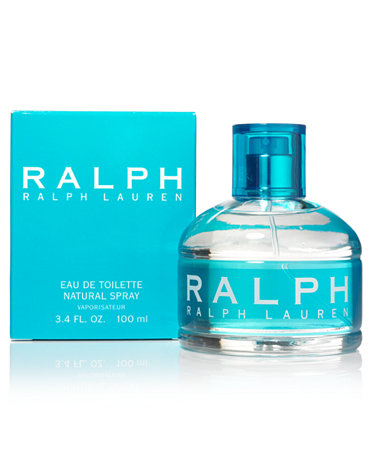 RALPH
RALPH LAUREN
EAU DE TOILETTE
NATURAL SPRAY
VAPORISATEUR
3.4 FL. OZ. 100 ml
RALPH
RALPH LAUREN